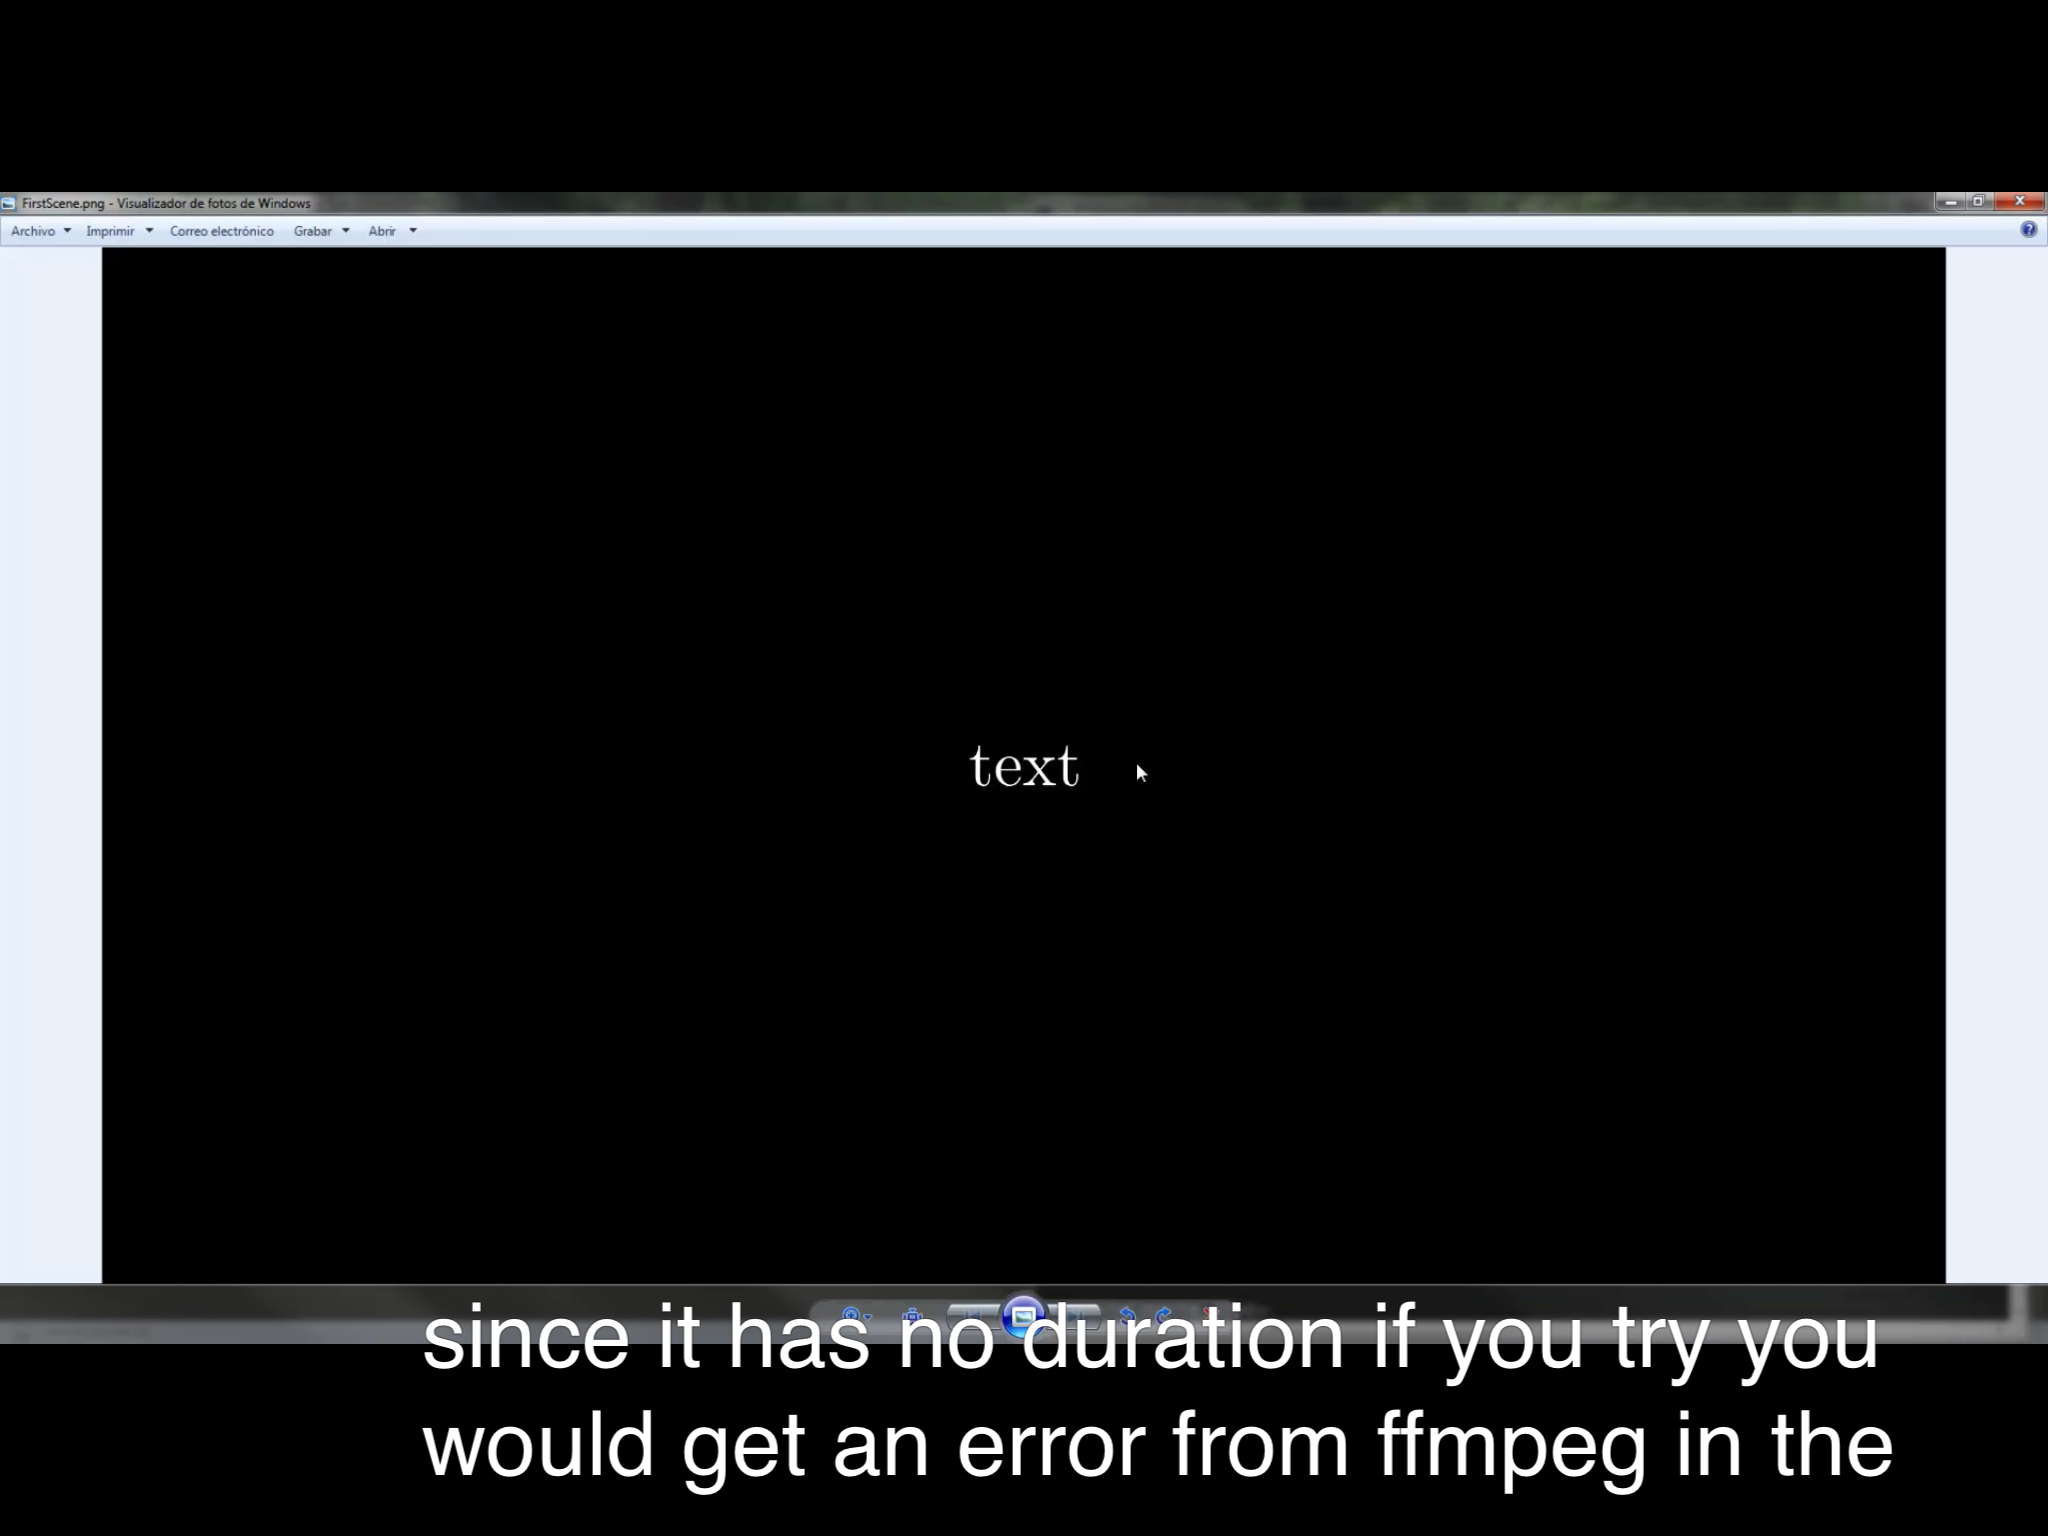 FirstScene.png - Visualizador de fotos de Windows
Archivo Imprimir Correo electrónico Grabar Abrir
text
since it has no duration if you try you
would get an error from ffmpeg in the